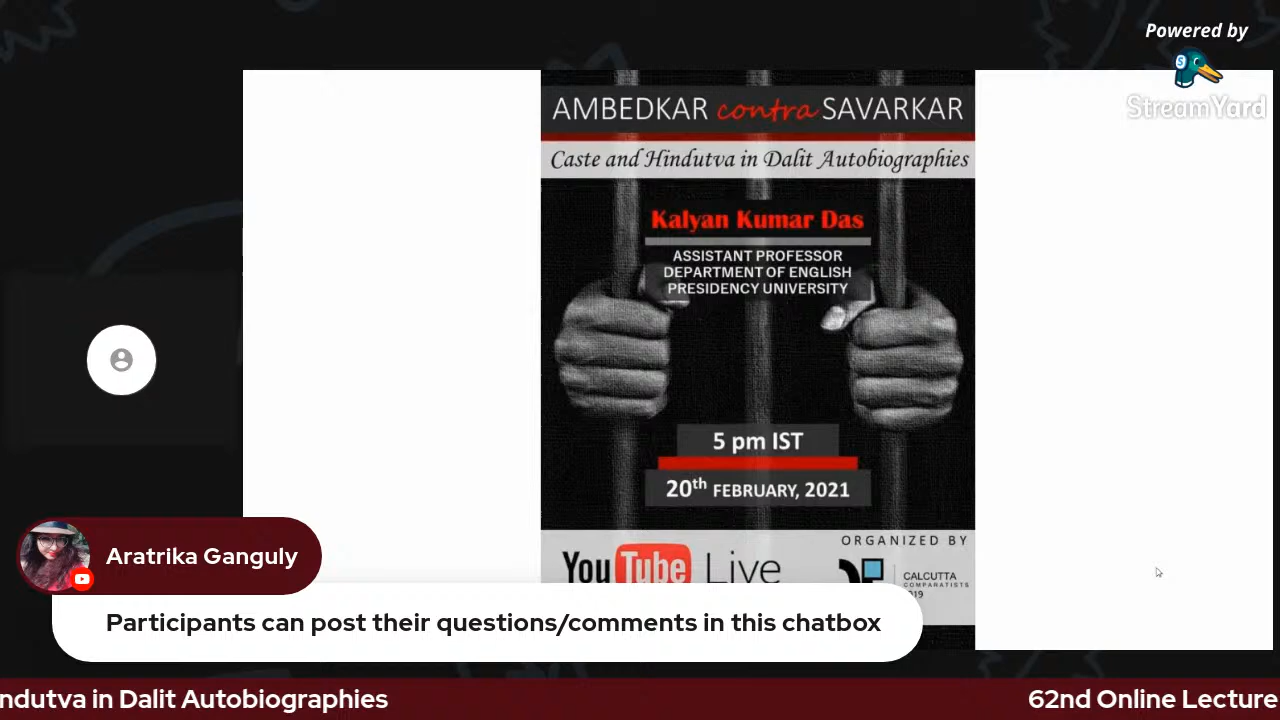 Powered by
StreamYard
AMBEDKAR contra SAVARKAR
Caste and Hindutva in Dalit Autobiographies
Kalyan Kumar Das
ASSISTANT PROFESSOR
DEPARTMENT OF ENGLISH
PRESIDENCY UNIVERSITY
5 pm IST
20th FEBRUARY, 2021
ORGANIZED BY
YouTube Live
CALCUTTA
COMPARATISTS
Aratrika Ganguly
Participants can post their questions/comments in this chatbox
ndutva in Dalit Autobiographies
62nd Online Lecture